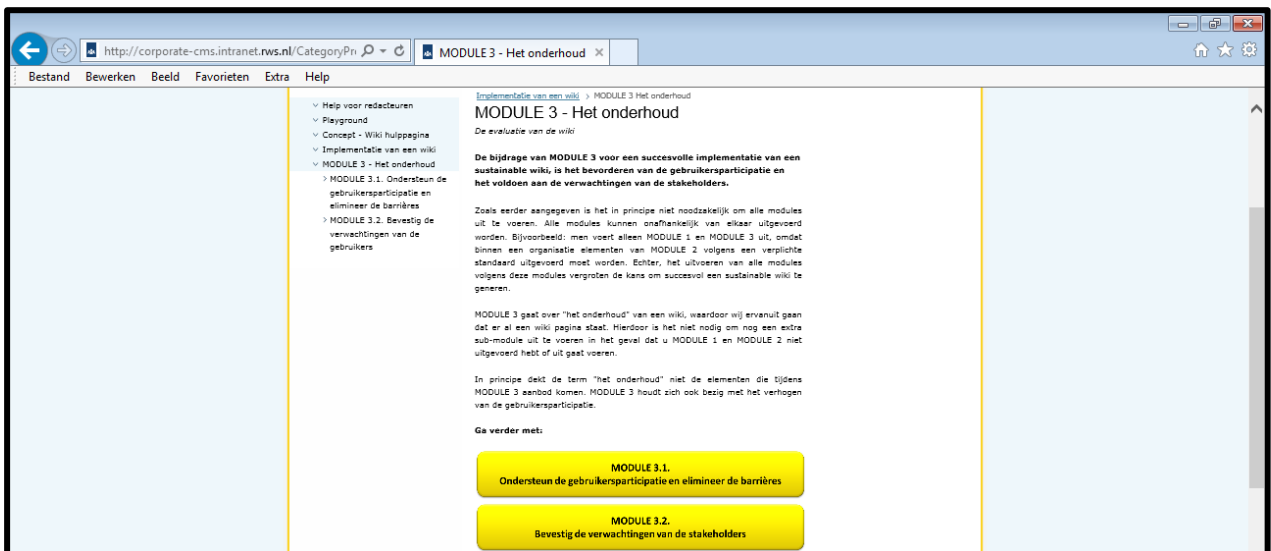 http://corporate-cms.intranet.rws.nl/CategoryPr
MODULE 3 - Het onderhoud
Bestand Bewerken Beeld Favorieten Extra Help
Help voor redacteuren
Playground
Concept - Wiki hulppagina
Implementatie van een wiki
MODULE 3 - Het onderhoud
MODULE 3.1. Ondersteun de
gebruikersparticipatie en
elimineer de barrières
MODULE 3.2. Bevestig de
verwachtingen van de
gebruikers
Implementatie van een wiki > MODULE 3 Het onderhoud
MODULE 3 - Het onderhoud
De evaluatie van de wiki
De bijdrage van MODULE 3 voor een succesvolle implementatie van een
sustainable wiki, is het bevorderen van de gebruikersparticipatie en
het voldoen aan de verwachtingen van de stakeholders.
Zoals eerder aangegeven is het in principe niet noodzakelijk om alle modules
uit te voeren. Alle modules kunnen onafhankelijk van elkaar uitgevoerd
worden. Bijvoorbeeld: men voert alleen MODULE 1 en MODULE 3 uit, omdat
binnen een organisatie elementen van MODULE 2 volgens een verplichte
standaard uitgevoerd moet worden. Echter, het uitvoeren van alle modules
volgens deze modules vergroten de kans om succesvol een sustainable wiki te
generen.
MODULE 3 gaat over "het onderhoud" van een wiki, waardoor wij ervanuit gaan
dat er al een wiki pagina staat. Hierdoor is het niet nodig om nog een extra
sub-module uit te voeren in het geval dat u MODULE 1 en MODULE 2 niet
uitgevoerd hebt of uit gaat voeren.
In principe dekt de term "het onderhoud" niet de elementen die tijdens
MODULE 3 aanbod komen. MODULE 3 houdt zich ook bezig met het verhogen
van de gebruikersparticipatie.
Ga verder met:
MODULE 3.1.
Ondersteun de gebruikersparticipatie en elimineer de barrières
MODULE 3.2.
Bevestig de verwachtingen van de stakeholders